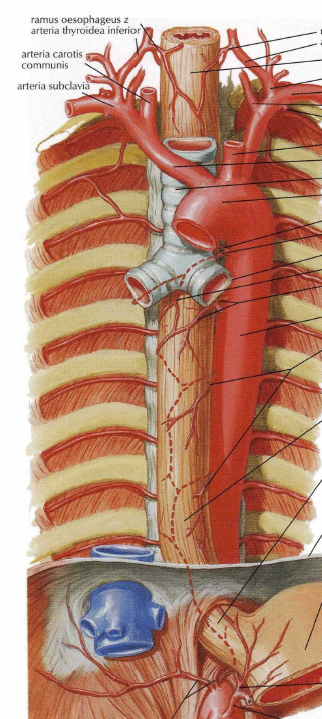 ramus oesophageus z
arteria thyroidea inferior
arteria carotis
communis
arteria subclavia